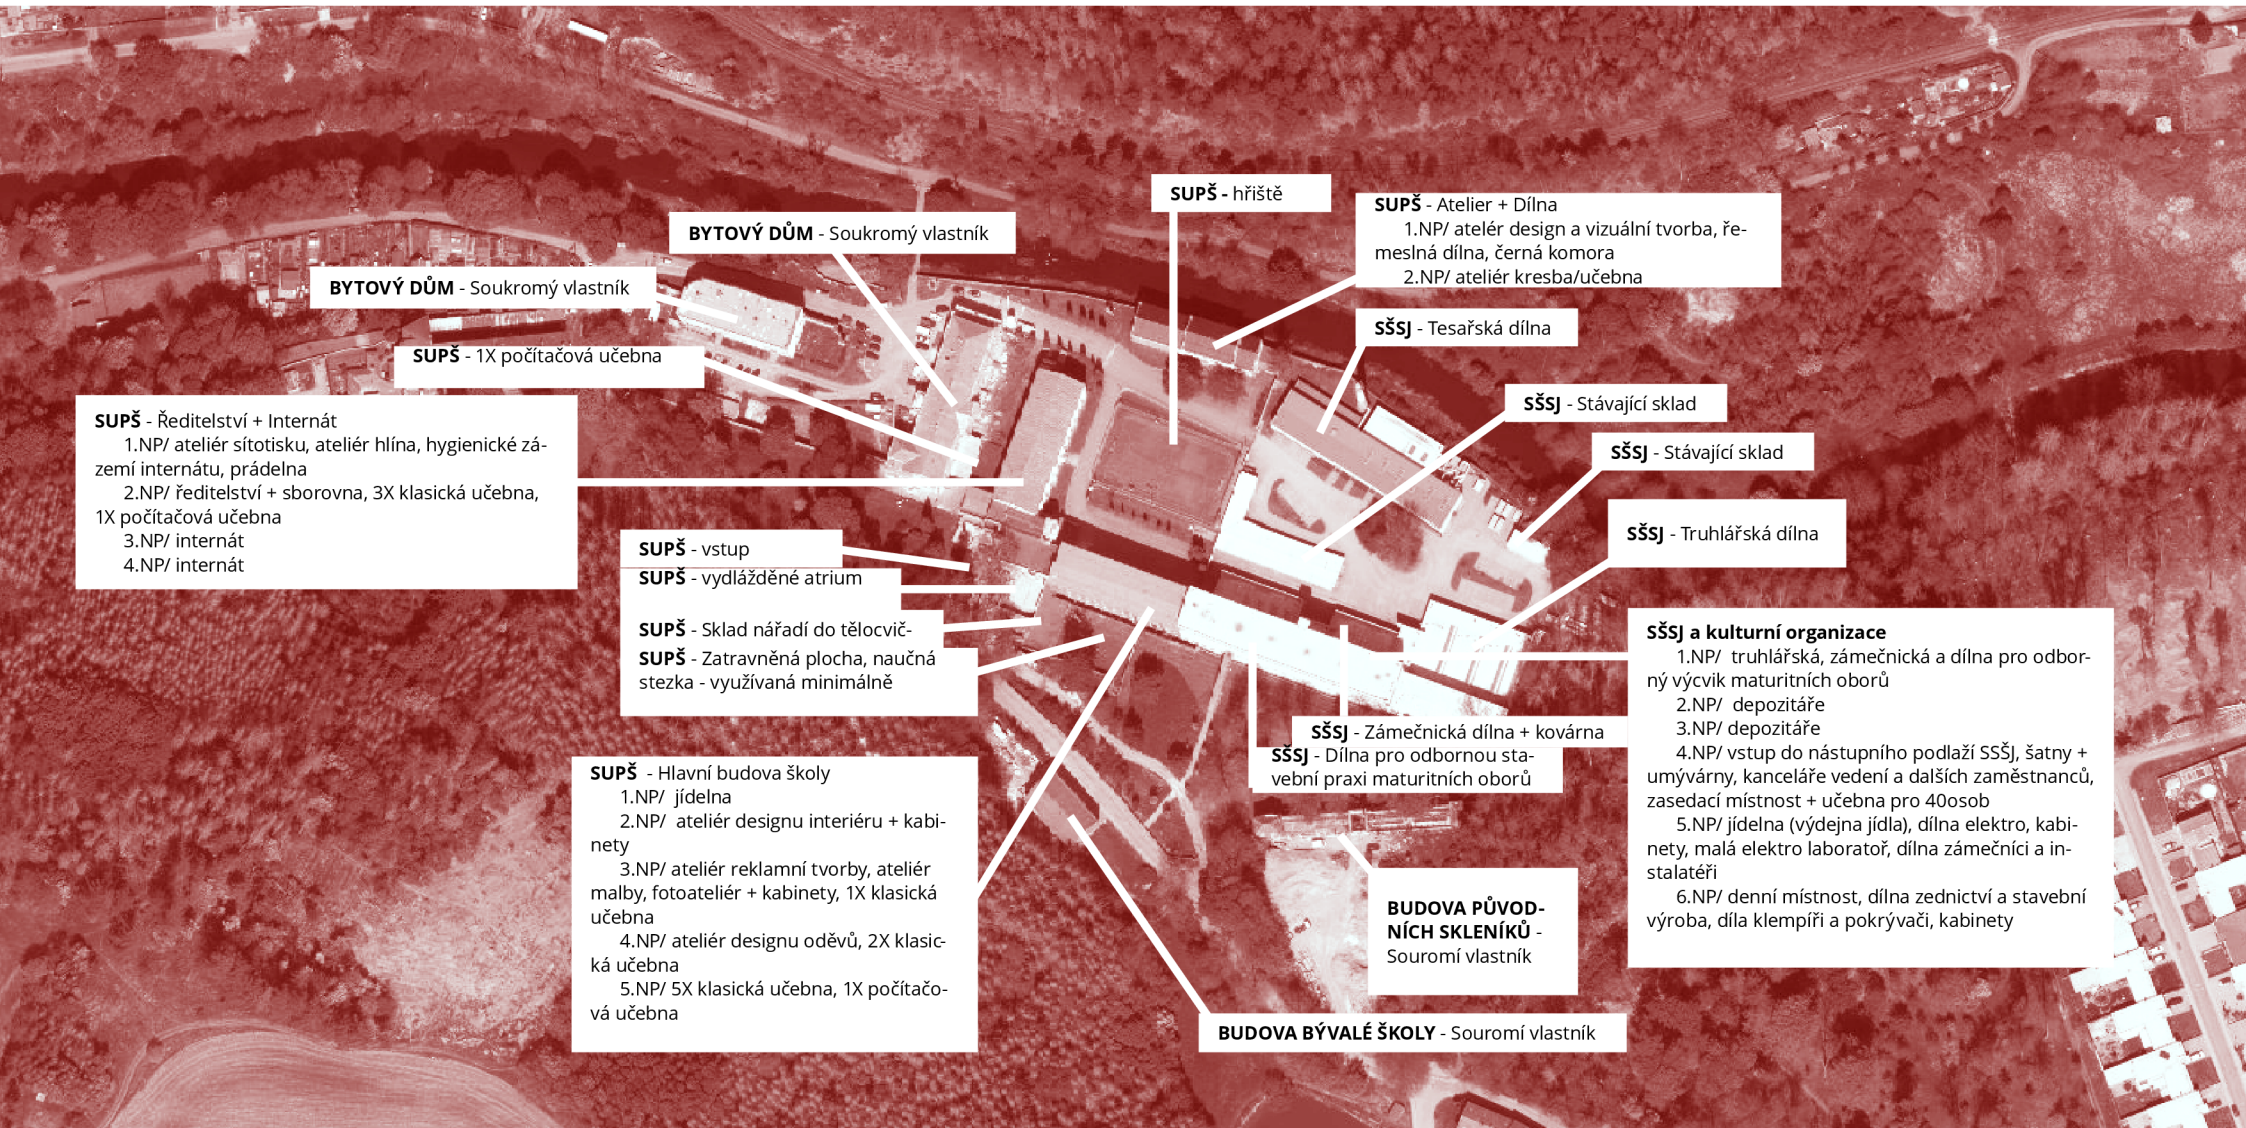 SUPŠ - hřiště
SUPŠ - Atelier + Dílna
1.NP/ atelér design a vizuální tvorba, ře-
meslná dílna, černá komora
2.NP/ ateliér kresba/učebna
BYTOVÝ DŮM - Soukromý vlastník
BYTOVÝ DŮM - Soukromý vlastník
SŠSJ - Tesařská dílna
SUPŠ - 1X počítačová učebna
SŠSJ - Stávající sklad
SUPŠ - Ředitelství + Internát
1.NP/ ateliér sítotisku, ateliér hlína, hygienické zá-
zemí internátu, prádelna
2.NP/ ředitelství + sborovna, 3X klasická učebna,
1X počítačová učebna
3.NP/ internát
4.NP/ internát
SŠSJ - Stávající sklad
SŠSJ - Truhlářská dílna
SUPŠ - vstup
SUPŠ - vydlážděné atrium
SUPŠ - Sklad nářadí do tělocvič-
SUPŠ - Zatravněná plocha, naučná
stezka - využívaná minimálně
SŠSJ a kulturní organizace
1.NP/ truhlářská, zámečnická a dílna pro odbor-
ný výcvik maturitních oborů
2.NP/ depozitáře
3.NP/ depozitáře
4.NP/ vstup do nástupního podlaží SSŠJ, šatny +
umývárny, kanceláře vedení a dalších zaměstnanců,
zasedací místnost + učebna pro 40osob
5.NP/ jídelna (výdejna jídla), dílna elektro, kabi-
nety, malá elektro laboratoř, dílna zámečníci a in-
stalatéři
6.NP/ denní místnost, dílna zednictví a stavební
výroba, díla klempíři a pokrývači, kabinety
SŠSJ - Zámečnická dílna + kovárna
SŠSJ - Dílna pro odbornou sta-
vební praxi maturitních oborů
SUPŠ - Hlavní budova školy
1.NP/ jídelna
2.NP/ ateliér designu interiéru + kabi-
nety
3.NP/ ateliér reklamní tvorby, ateliér
malby, fotoateliér + kabinety, 1X klasická
učebna
4.NP/ ateliér designu oděvů, 2X klasic-
ká učebna
5.NP/ 5X klasická učebna, 1X počítačo-
vá učebna
BUDOVA PŮVOD-
NÍCH SKLENÍKŮ -
Souromí vlastník
BUDOVA BÝVALÉ ŠKOLY - Souromí vlastník